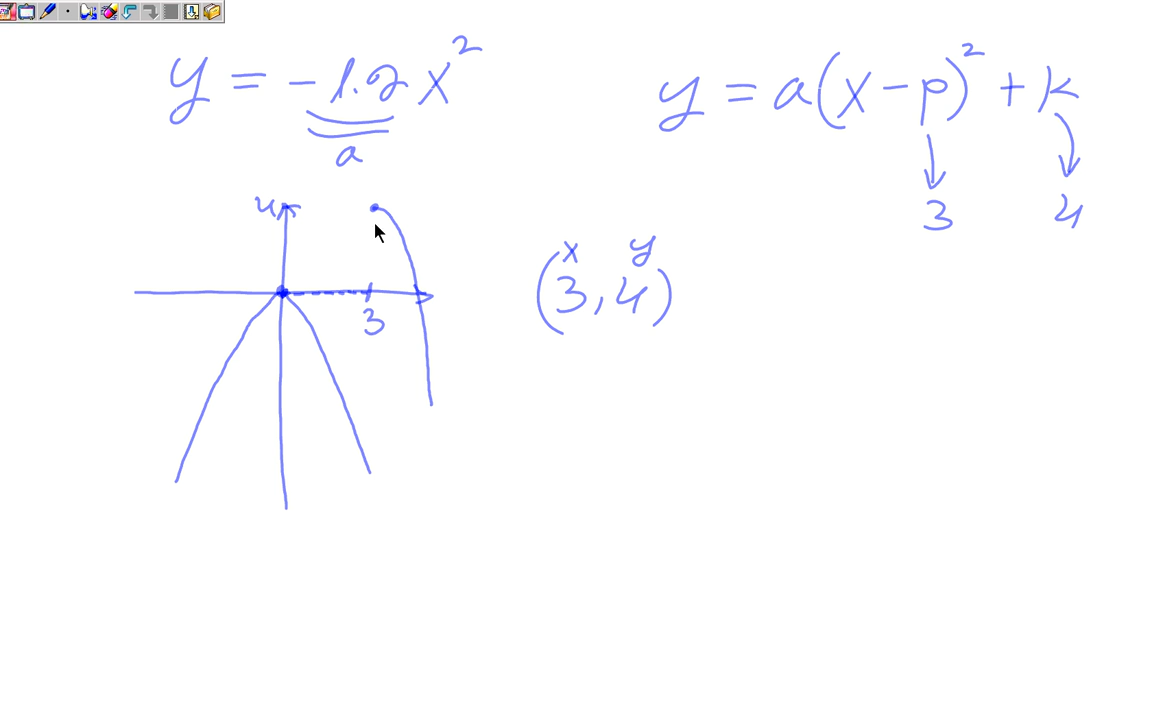 y = -1.2x²
a
y = a(x-p)² + k
3 4
4
3
x y
(3, 4)